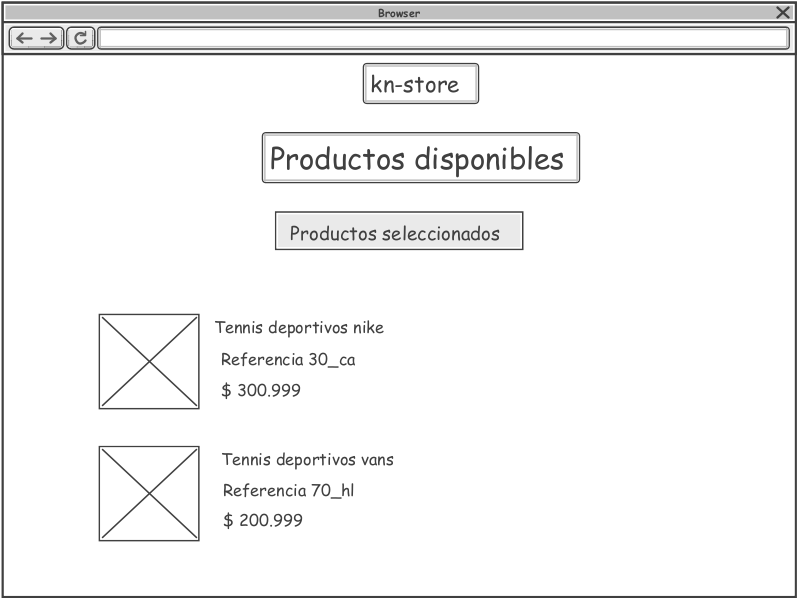 Browser
kn-store
Productos disponibles
Productos seleccionados
Tennis deportivos nike
Referencia 30_ca
$ 300.999
Tennis deportivos vans
Referencia 70_hl
$ 200.999